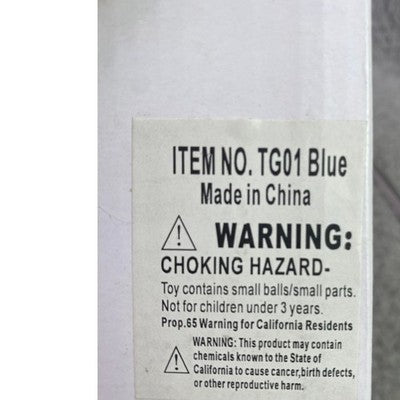 ITEM NO. TG01 Blue
Made in China
WARNING:
CHOKING HAZARD-
Toy contains small balls/small parts.
Not for children under 3 years.
Prop.65 Warning for California Residents
WARNING: This product may contain
chemicals known to the State of
California to cause cancer,birth defects,
or other reproductive harm.